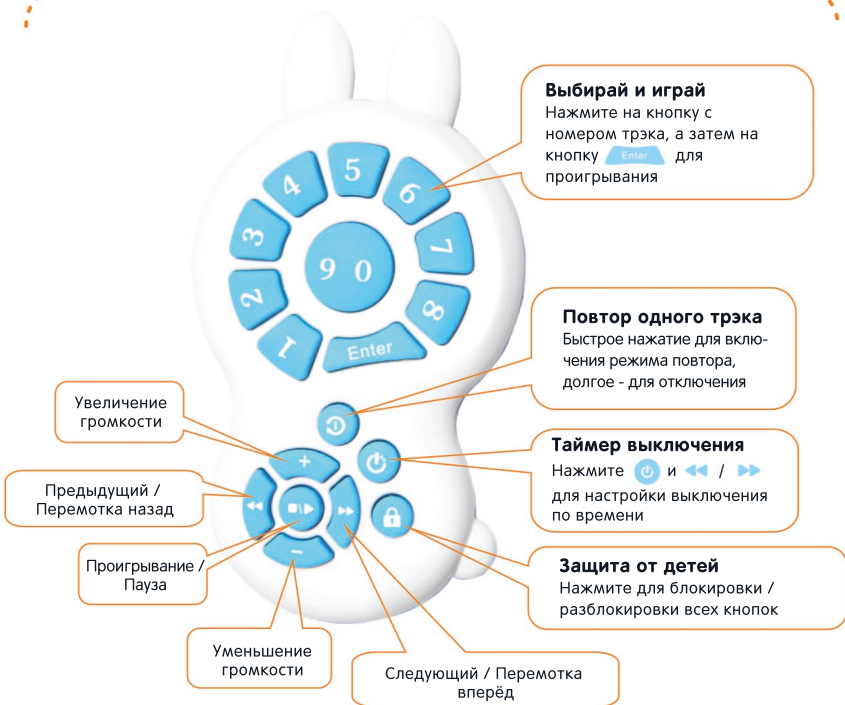 Выбирай и играй
Нажмите на кнопку с
номером трэка, а затем на
кнопку Enter для
проигрывания
5
4
6
3
7
9 0
2
8
1
Enter
Повтор одного трэка
Быстрое нажатие для вклю-
чения режима повтора,
долгое - для отключения
Увеличение
громкости
+
Таймер выключения
Нажмите и /
для настройки выключения
по времени
Предыдущий /
Перемотка назад
Проигрывание /
Пауза
−
Защита от детей
Нажмите для блокировки /
разблокировки всех кнопок
Уменьшение
громкости
Следующий / Перемотка
вперёд